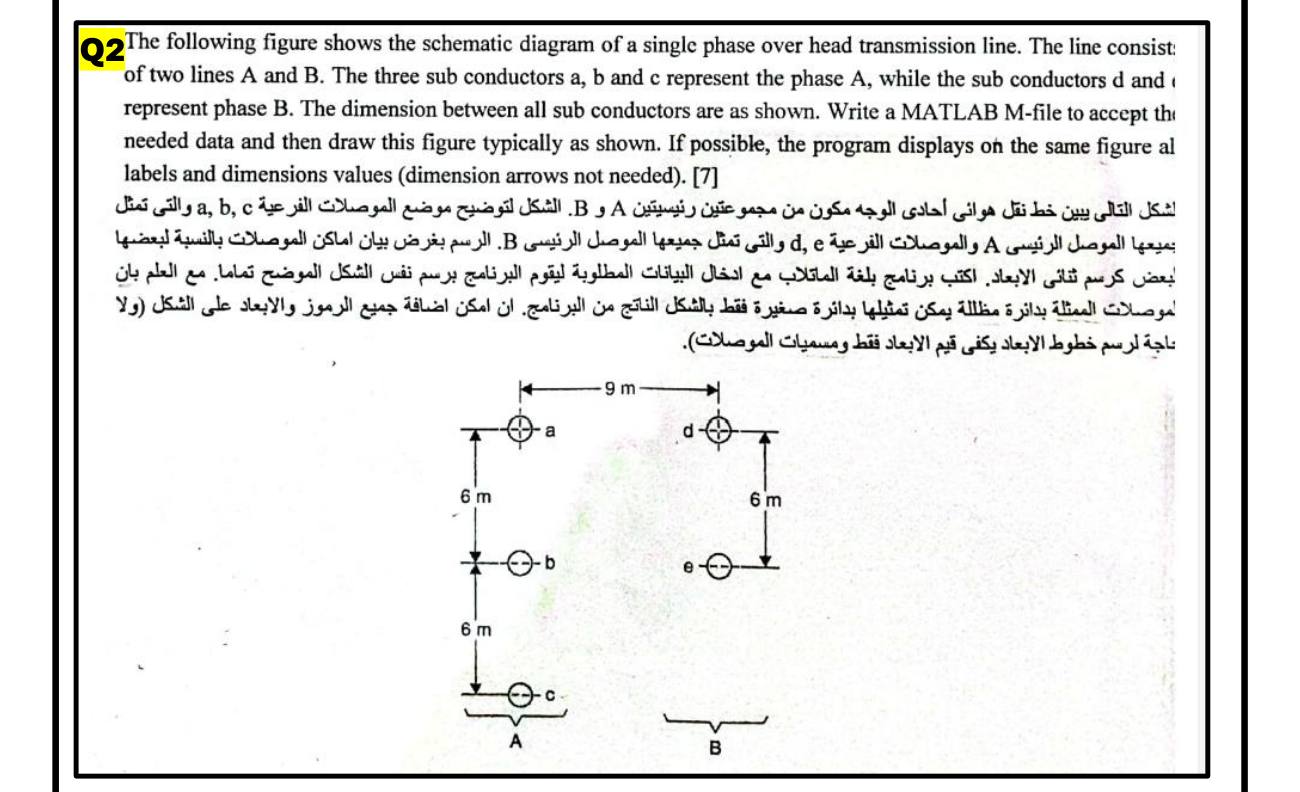 Q2 The following figure shows the schematic diagram of a single phase over head transmission line. The line consist
of two lines A and B. The three sub conductors a, b and c represent the phase A, while the sub conductors d and
represent phase B. The dimension between all sub conductors are as shown. Write a MATLAB M-file to accept th
needed data and then draw this figure typically as shown. If possible, the program displays on the same figure al
labels and dimensions values (dimension arrows not needed). [7]
لشكل التالى يبين خط نقل هوائى أحادى الوجه مكون من مجموعتين رئيسيتين A و B. الشكل لتوضيح موضع الموصلات الفرعية a, b, c والتى تمثل
جميعها الموصل الرئيسى A والموصلات الفرعية d, e والتى تمثل جميعها الموصل الرئيسى B. الرسم بغرض بيان اماكن الموصلات بالنسبة لبعضها
لبعض كرسم ثنائى الابعاد. اكتب برنامج بلغة الماتلاب مع ادخال البيانات المطلوبة ليقوم البرنامج برسم نفس الشكل الموضح تماما. مع العلم بان
لموصلات الممثلة بدائرة مظللة يمكن تمثيلها بدائرة صغيرة فقط بالشكل الناتج من البرنامج. ان امكن اضافة جميع الرموز والابعاد على الشكل (ولا
حاجة لرسم خطوط الابعاد يكفى قيم الابعاد فقط ومسميات الموصلات).
9 m
a d
6 m 6 m
b e
6 m
c
A B